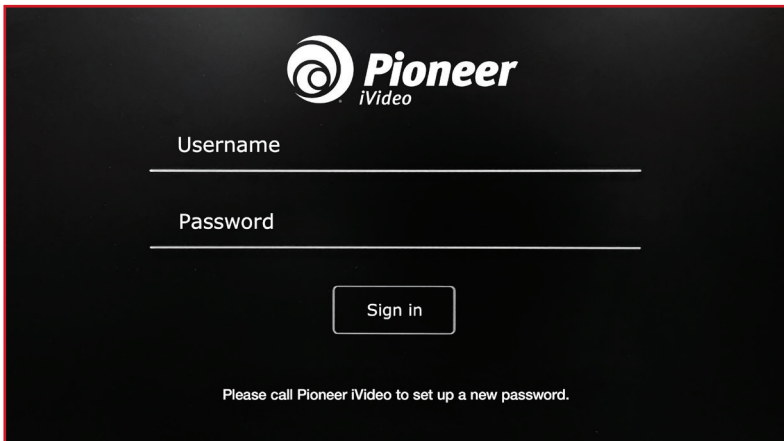 Pioneer
iVideo
Username
Password
Sign in
Please call Pioneer iVideo to set up a new password.